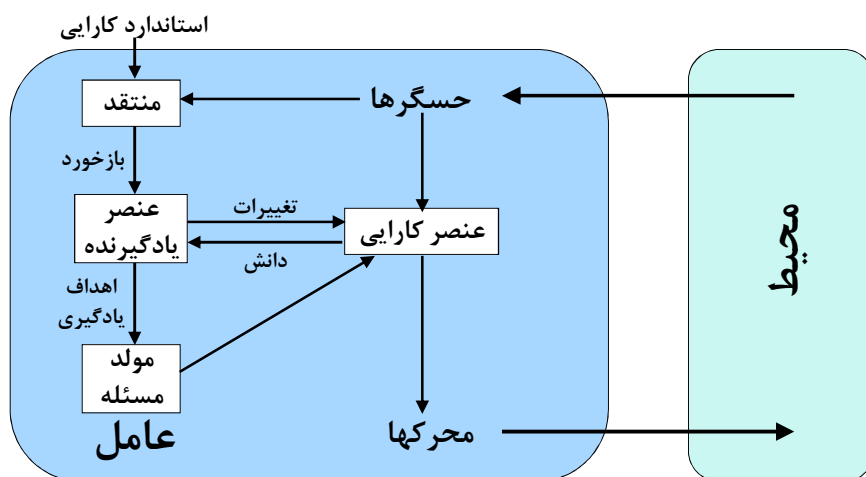 استاندارد کارایی
حسگرها
منتقد
بازخورد
عنصر
یادگیرنده
تغییرات
دانش
عنصر کارایی
محیط
اهداف
یادگیری
مولد
مسئله
عامل
محرکها